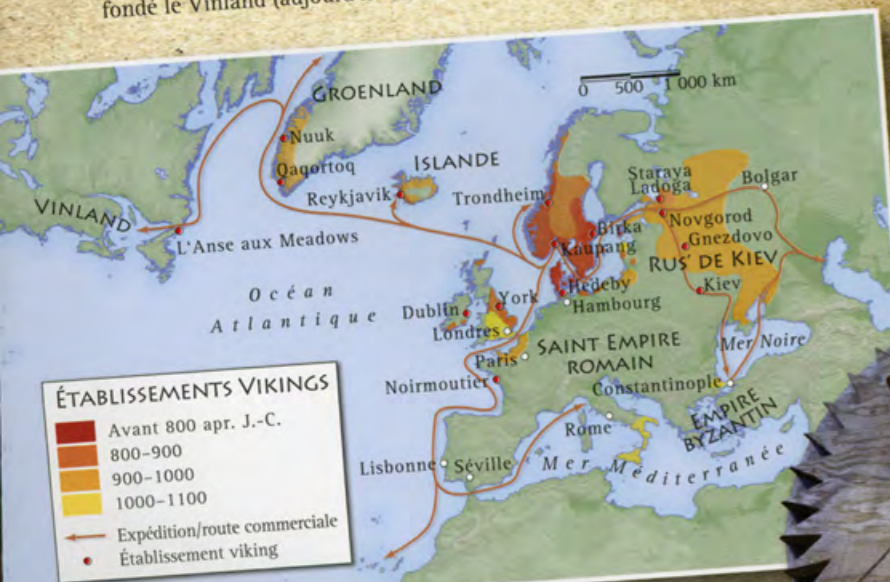 fondé le Vinland
GROENLAND
0 500 1 000 km
Nuuk
Qaqortoq
ISLANDE
Reykjavik
Trondheim
Staraya
Ladoga
Bolgar
VINLAND
L'Anse aux Meadows
Birka
Kaupang
Novgorod
Gnezdovo
RUS' DE KIEV
Océan
Atlantique
Dublin
York
Hedeby
Hambourg
Kiev
Londres
Paris
SAINT EMPIRE
ROMAIN
Mer Noire
Noirmoutier
Constantinople
EMPIRE
BYZANTIN
Rome
Lisbonne
Séville
Mer Méditerranée
ÉTABLISSEMENTS VIKINGS
Avant 800 apr. J.-C.
800–900
900–1000
1000–1100
Expédition/route commerciale
Établissement viking